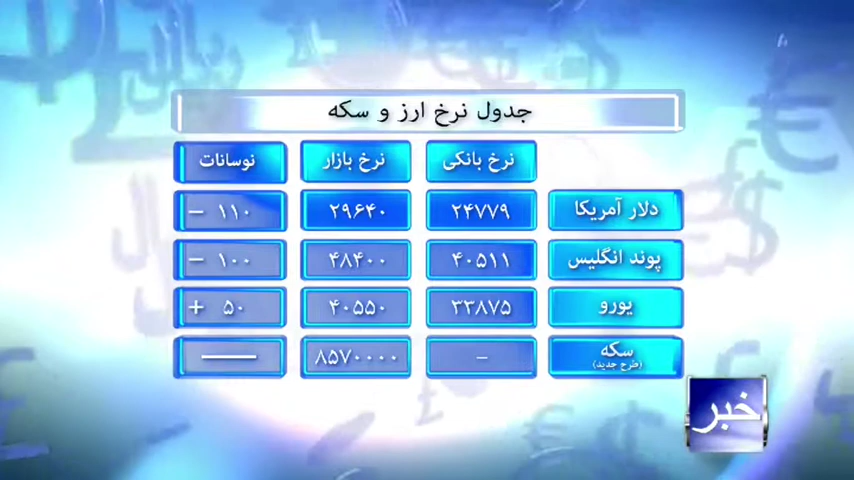 جدول نرخ ارز و سکه
نرخ بانکی نرخ بازار نوسانات
دلار آمریکا ۲۴۷۷۹ ۲۹۶۴۰ ۱۱۰ −
پوند انگلیس ۴۰۵۱۱ ۴۸۴۰۰ ۱۰۰ −
یورو ۳۳۸۷۵ ۴۰۵۵۰ ۵۰ +
سکه - ۸۵۷۰۰۰۰ —
(طرح جدید)
خبر